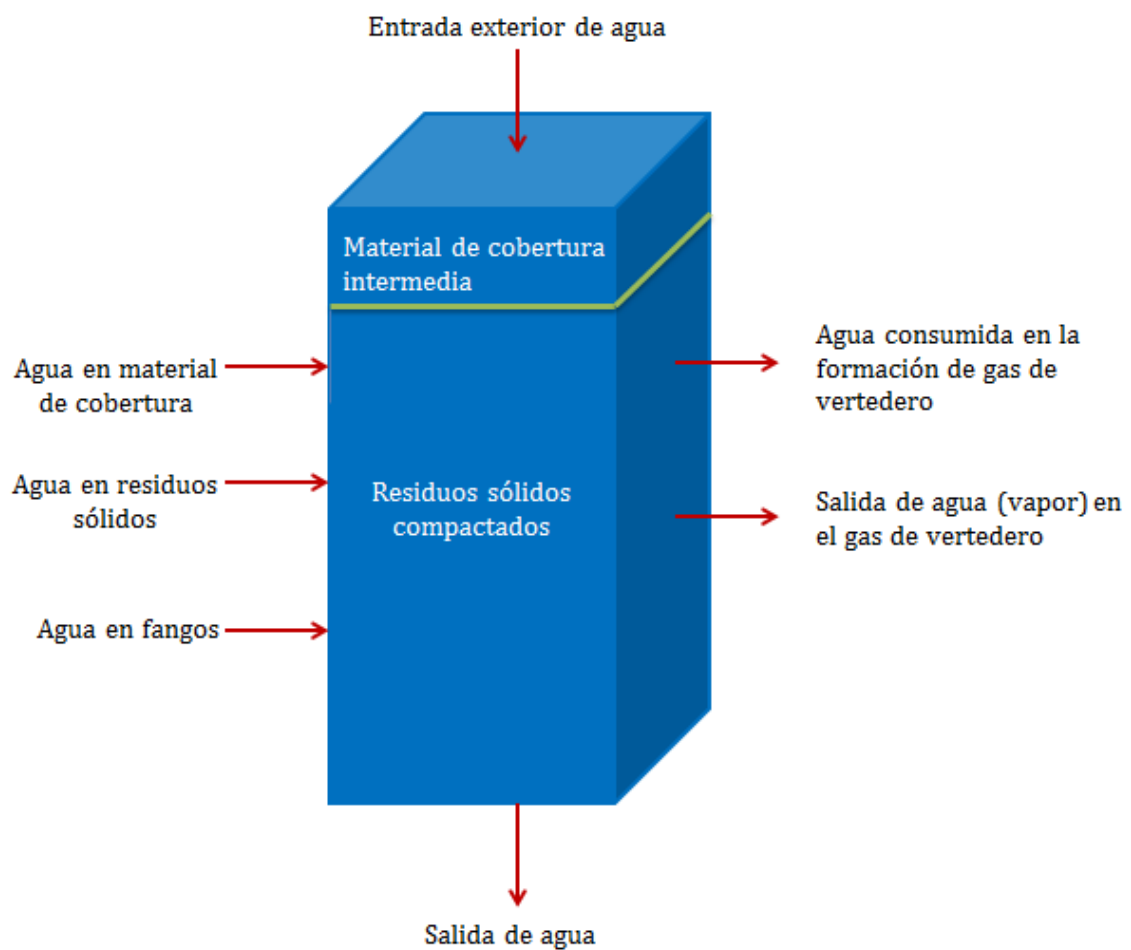 Entrada exterior de agua
Material de cobertura
intermedia
Agua en material
de cobertura
Agua en residuos
sólidos
Agua en fangos
Residuos sólidos
compactados
Agua consumida en la
formación de gas de
vertedero
Salida de agua (vapor) en
el gas de vertedero
Salida de agua